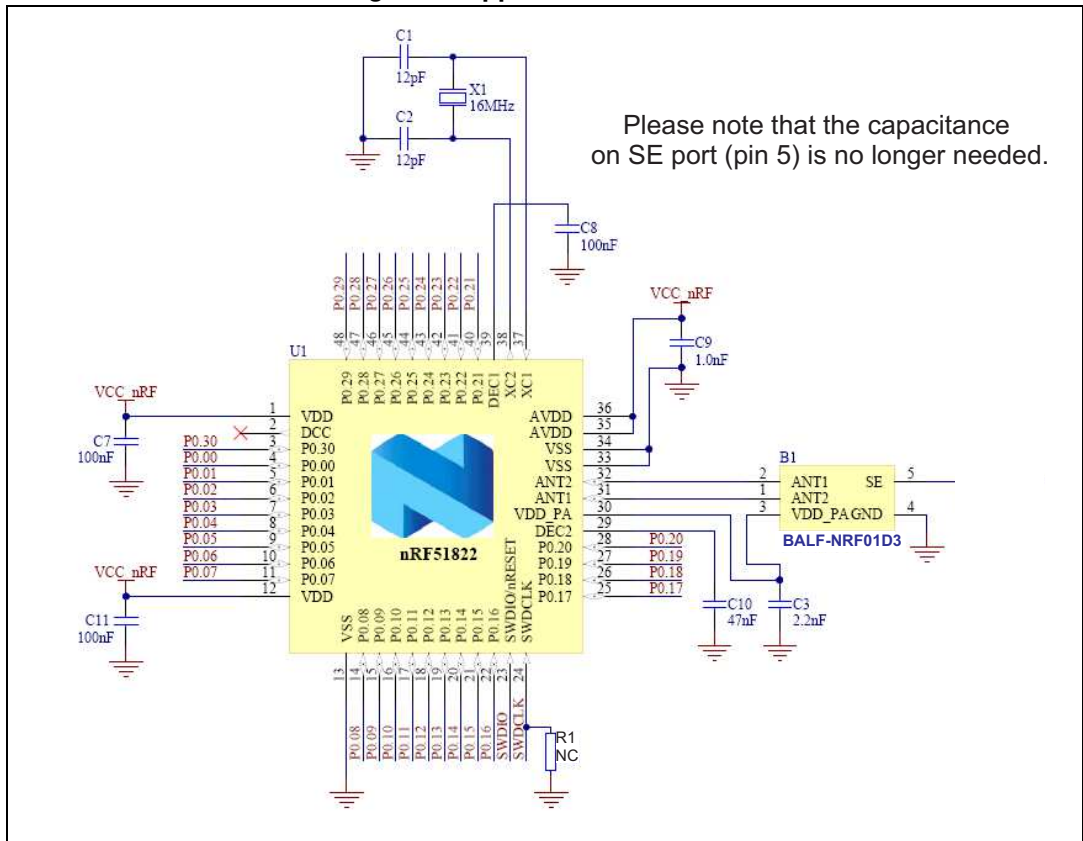 C1
12pF
X1
16MHz
C2
12pF
Please note that the capacitance
on SE port (pin 5) is no longer needed.
C8
100nF
P0.29
P0.28
P0.27
P0.26
P0.25
P0.24
P0.23
P0.22
P0.21
48
47
46
45
44
43
42
41
40
39
38
37
VCC_nRF
C9
1.0nF
U1
P0.29
P0.28
P0.27
P0.26
P0.25
P0.24
P0.23
P0.22
P0.21
DEC1
XC2
XC1
VCC_nRF
C7
100nF
P0.30
P0.00
P0.01
P0.02
P0.03
P0.04
P0.05
P0.06
P0.07
VCC_nRF
C11
100nF
1 VDD
2 DCC
3 P0.30
4 P0.00
5 P0.01
6 P0.02
7 P0.03
8 P0.04
9 P0.05
10 P0.06
11 P0.07
12 VDD
nRF51822
AVDD 36
AVDD 35
VSS 34
VSS 33
ANT2 32
ANT1 31
VDD_PA 30
DEC2 29
P0.20 28 P0.20
P0.19 27 P0.19
P0.18 26 P0.18
P0.17 25 P0.17
B1
2 ANT1 SE 5
1 ANT2
3 VDD_PA GND 4
BALF-NRF01D3
C10
47nF
C3
2.2nF
VSS
P0.08
P0.09
P0.10
P0.11
P0.12
P0.13
P0.14
P0.15
P0.16
SWDIO/nRESET
SWDCLK
13
14
15
16
17
18
19
20
21
22
23
24
P0.08
P0.09
P0.10
P0.11
P0.12
P0.13
P0.14
P0.15
P0.16
SWDIO
SWDCLK
R1
NC